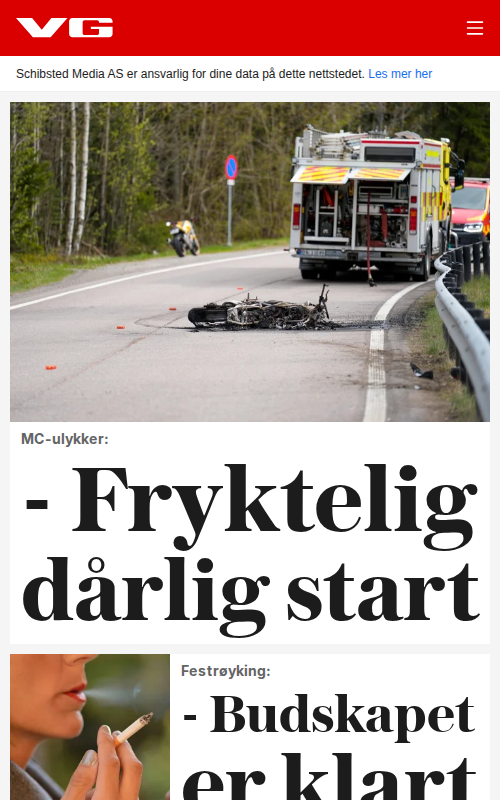 VG
Schibsted Media AS er ansvarlig for dine data på dette nettstedet. Les mer her
MC-ulykker:
- Fryktelig
dårlig start
Festrøyking:
- Budskapet
er klart